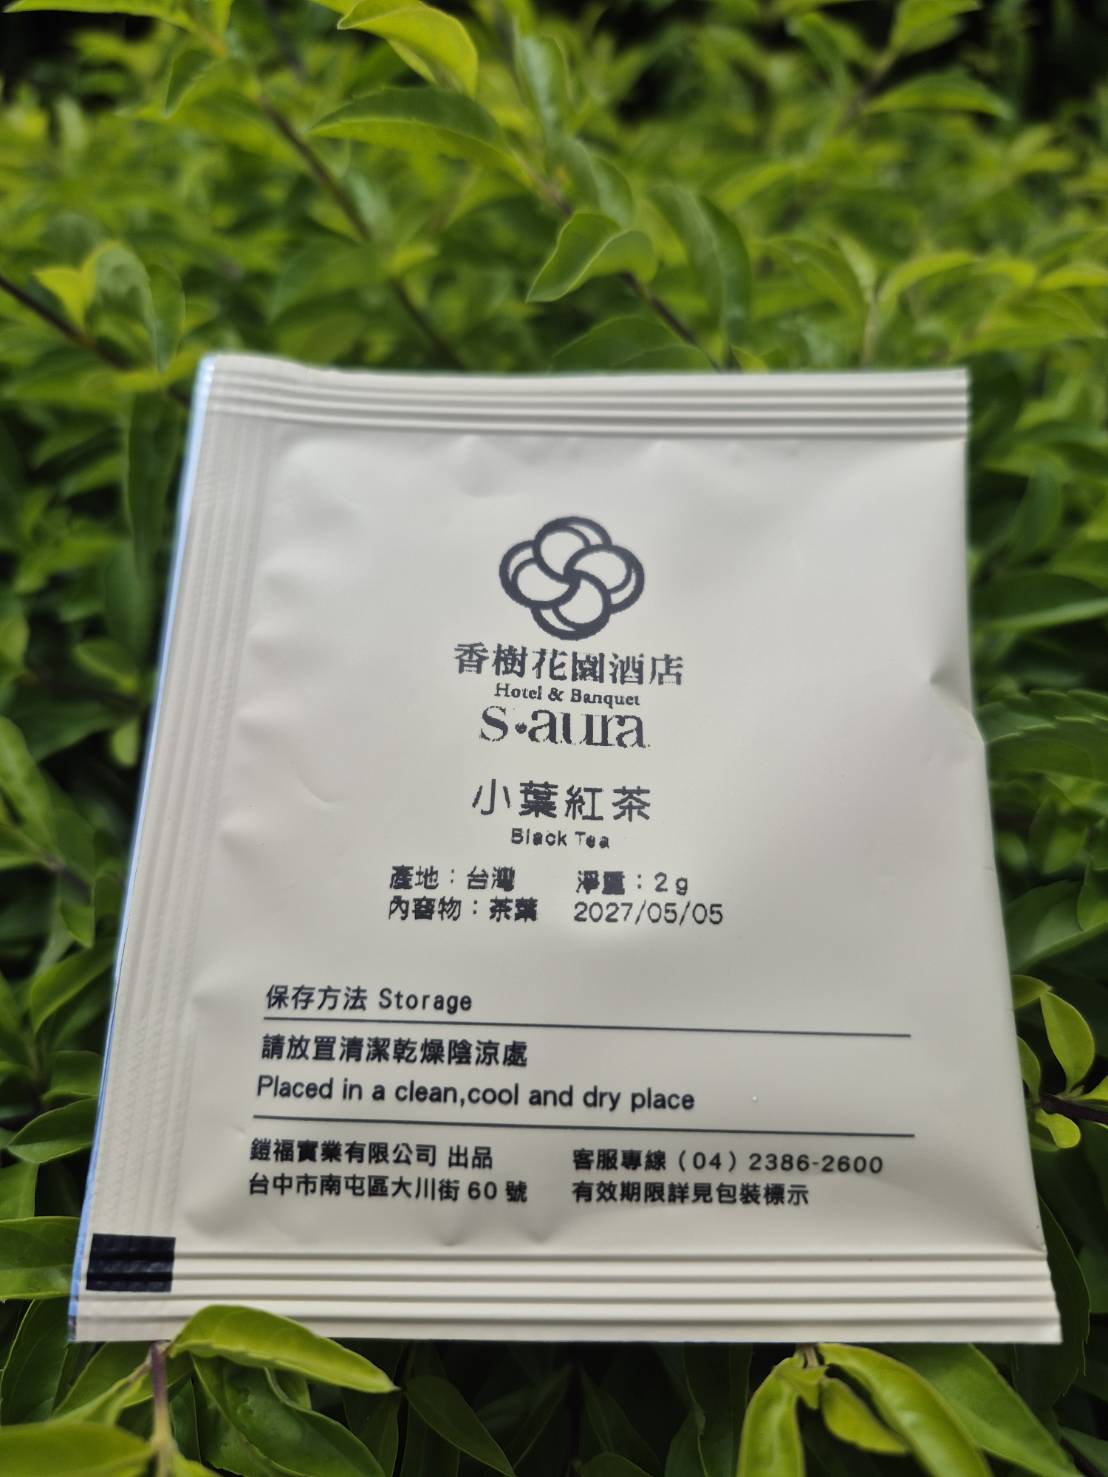 香樹花園酒店
Hotel & Banquet
s•aura
小葉紅茶
Black Tea
產地：台灣 淨重：2g
內容物：茶葉 2027/05/05
保存方法 Storage
請放置清潔乾燥陰涼處
Placed in a clean,cool and dry place
鎧福實業有限公司 出品 客服專線（04）2386-2600
台中市南屯區大川街 60 號 有效期限詳見包裝標示